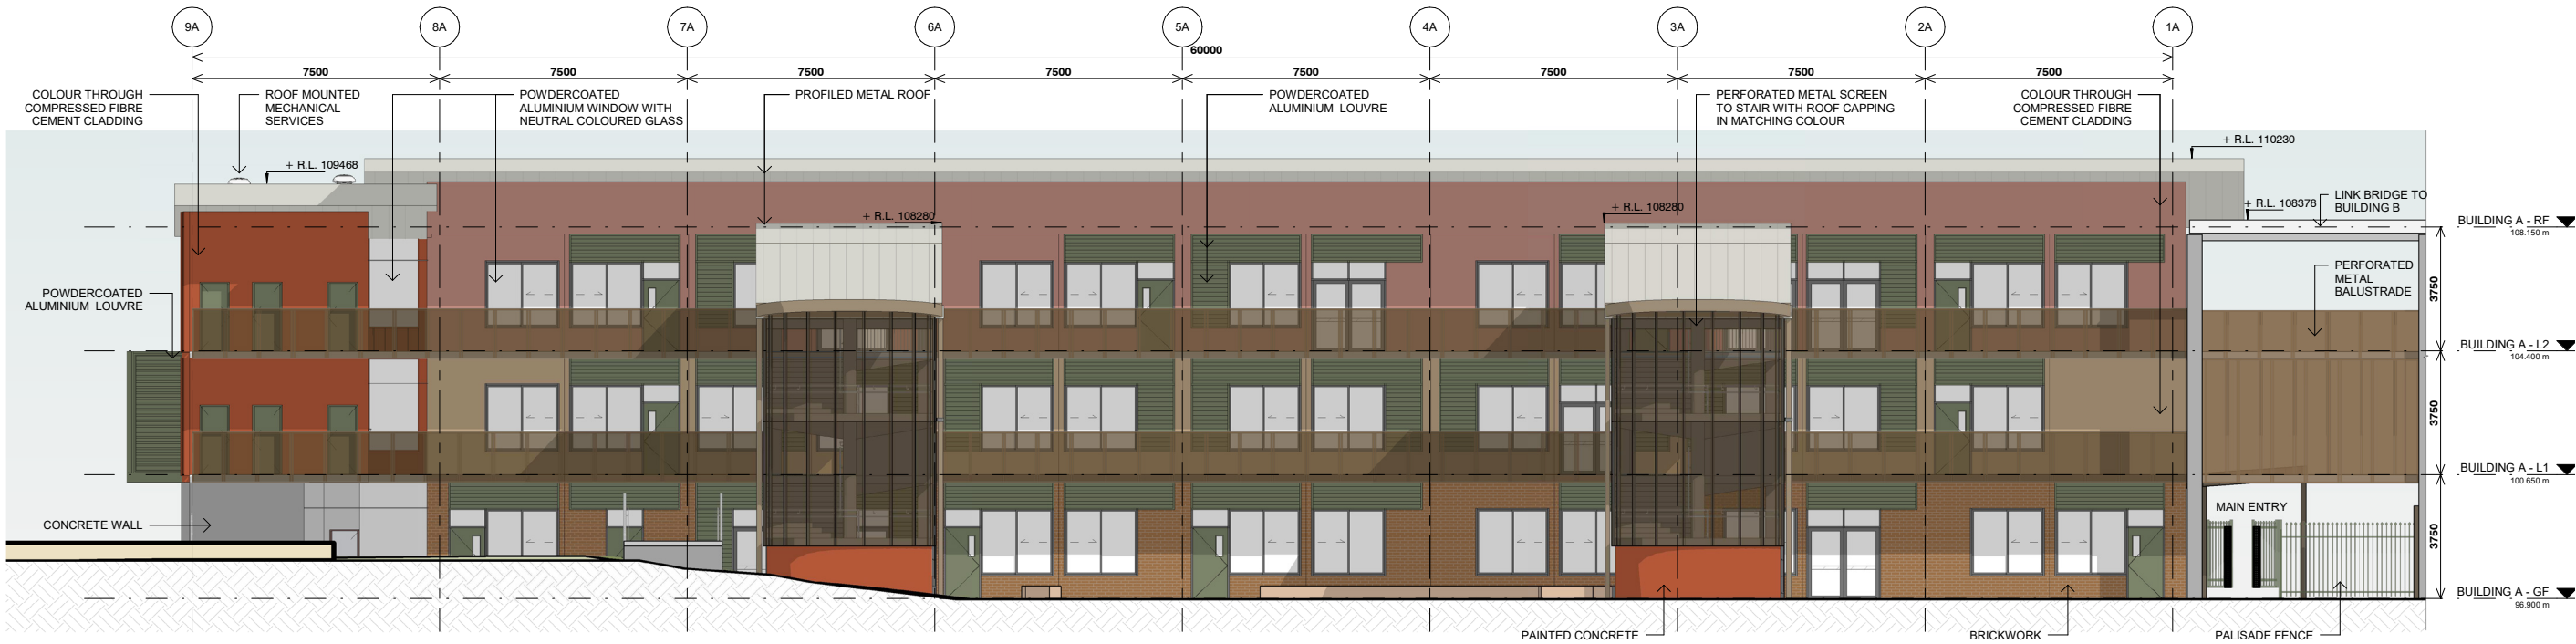 9A 8A 7A 6A 5A 4A 3A 2A 1A
60000
7500 7500 7500 7500 7500 7500 7500 7500
COLOUR THROUGH
COMPRESSED FIBRE
CEMENT CLADDING
ROOF MOUNTED
MECHANICAL
SERVICES
POWDERCOATED
ALUMINIUM WINDOW WITH
NEUTRAL COLOURED GLASS
PROFILED METAL ROOF
POWDERCOATED
ALUMINIUM LOUVRE
PERFORATED METAL SCREEN
TO STAIR WITH ROOF CAPPING
IN MATCHING COLOUR
COLOUR THROUGH
COMPRESSED FIBRE
CEMENT CLADDING
+ R.L. 110230
+ R.L. 109468
LINK BRIDGE TO
BUILDING B
+ R.L. 108378
+ R.L. 108280
+ R.L. 108280
BUILDING A - RF
108.150 m
POWDERCOATED
ALUMINIUM LOUVRE
PERFORATED
METAL
BALUSTRADE
3750
BUILDING A - L2
104.400 m
3750
BUILDING A - L1
100.650 m
MAIN ENTRY
CONCRETE WALL
3750
BUILDING A - GF
96.900 m
PAINTED CONCRETE
BRICKWORK
PALISADE FENCE